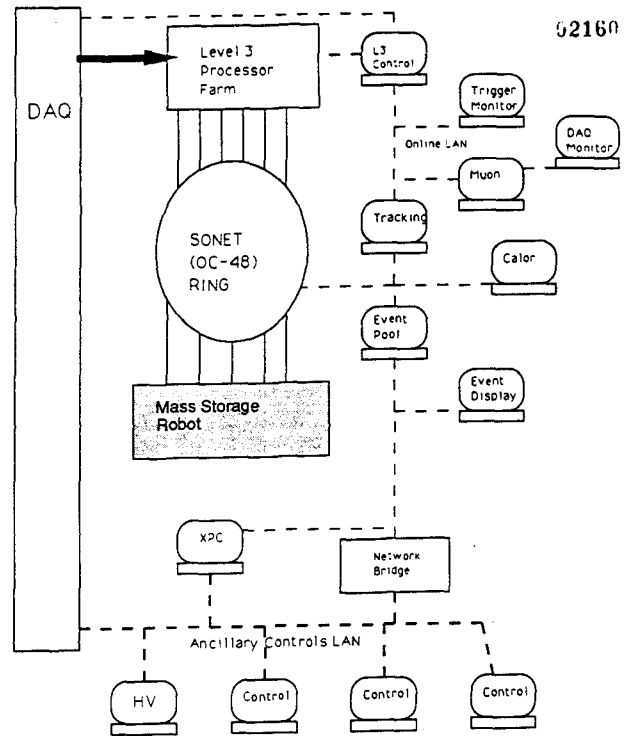 02160
DAQ
Level 3
Processor
Farm
L3
Control
Trigger
Monitor
Online LAN
DAQ
Monitor
Muon
Tracking
SONET
(OC-48)
RING
Calor
Event
Pool
Event
Display
Mass Storage
Robot
XPC
Network
Bridge
Ancillary Controls LAN
HV
Control
Control
Control